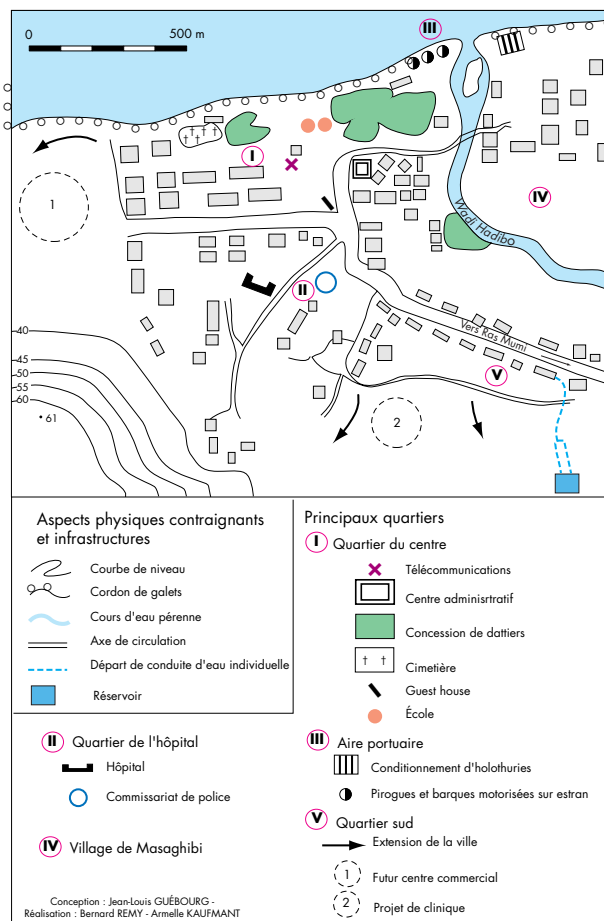 0 500 m
III
I
1
IV
Wadi Hadibo
II
40
45
50
55
60
61
Vers Ras Mumi
V
2
Aspects physiques contraignants
et infrastructures
Courbe de niveau
Cordon de galets
Cours d'eau pérenne
Axe de circulation
Départ de conduite d'eau individuelle
Réservoir
II Quartier de l'hôpital
Hôpital
Commissariat de police
IV Village de Masaghibi
Conception : Jean-Louis GUÉBOURG -
Réalisation : Bernard REMY - Armelle KAUFMANT
Principaux quartiers
I Quartier du centre
Télécommunications
Centre adminisrtratif
Concession de dattiers
Cimetière
Guest house
École
III Aire portuaire
Conditionnement d'holothuries
Pirogues et barques motorisées sur estran
V Quartier sud
Extension de la ville
1 Futur centre commercial
2 Projet de clinique